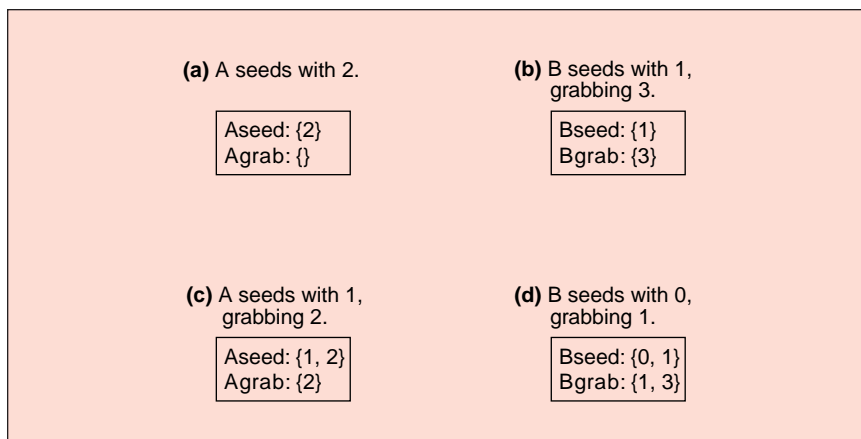 (a) A seeds with 2.
Aseed: {2}
Agrab: {}
(b) B seeds with 1,
grabbing 3.
Bseed: {1}
Bgrab: {3}
(c) A seeds with 1,
grabbing 2.
Aseed: {1, 2}
Agrab: {2}
(d) B seeds with 0,
grabbing 1.
Bseed: {0, 1}
Bgrab: {1, 3}